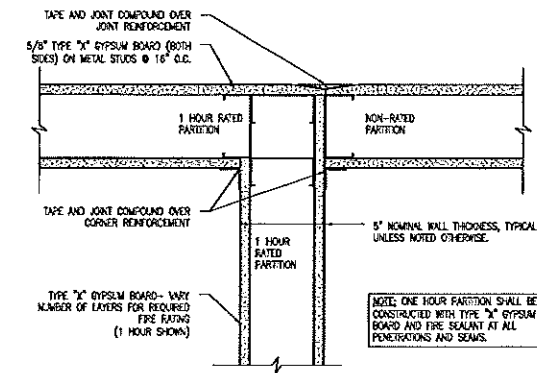 TAPE AND JOINT COMPOUND OVER
JOINT REINFORCEMENT
5/8" TYPE "X" GYPSUM BOARD (BOTH
SIDES) ON METAL STUDS @ 16" O.C.
1 HOUR RATED
PARTITION
NON-RATED
PARTITION
TAPE AND JOINT COMPOUND OVER
CORNER REINFORCEMENT
1 HOUR
RATED
PARTITION
5" NOMINAL WALL THICKNESS, TYPICAL
UNLESS NOTED OTHERWISE.
TYPE "X" GYPSUM BOARD- VARY
NUMBER OF LAYERS FOR REQUIRED
FIRE RATING
(1 HOUR SHOWN)
NOTE: ONE HOUR PARTITION SHALL BE
CONSTRUCTED WITH TYPE "X" GYPSUM
BOARD AND FIRE SEALANT AT ALL
PENETRATIONS AND SEAMS.